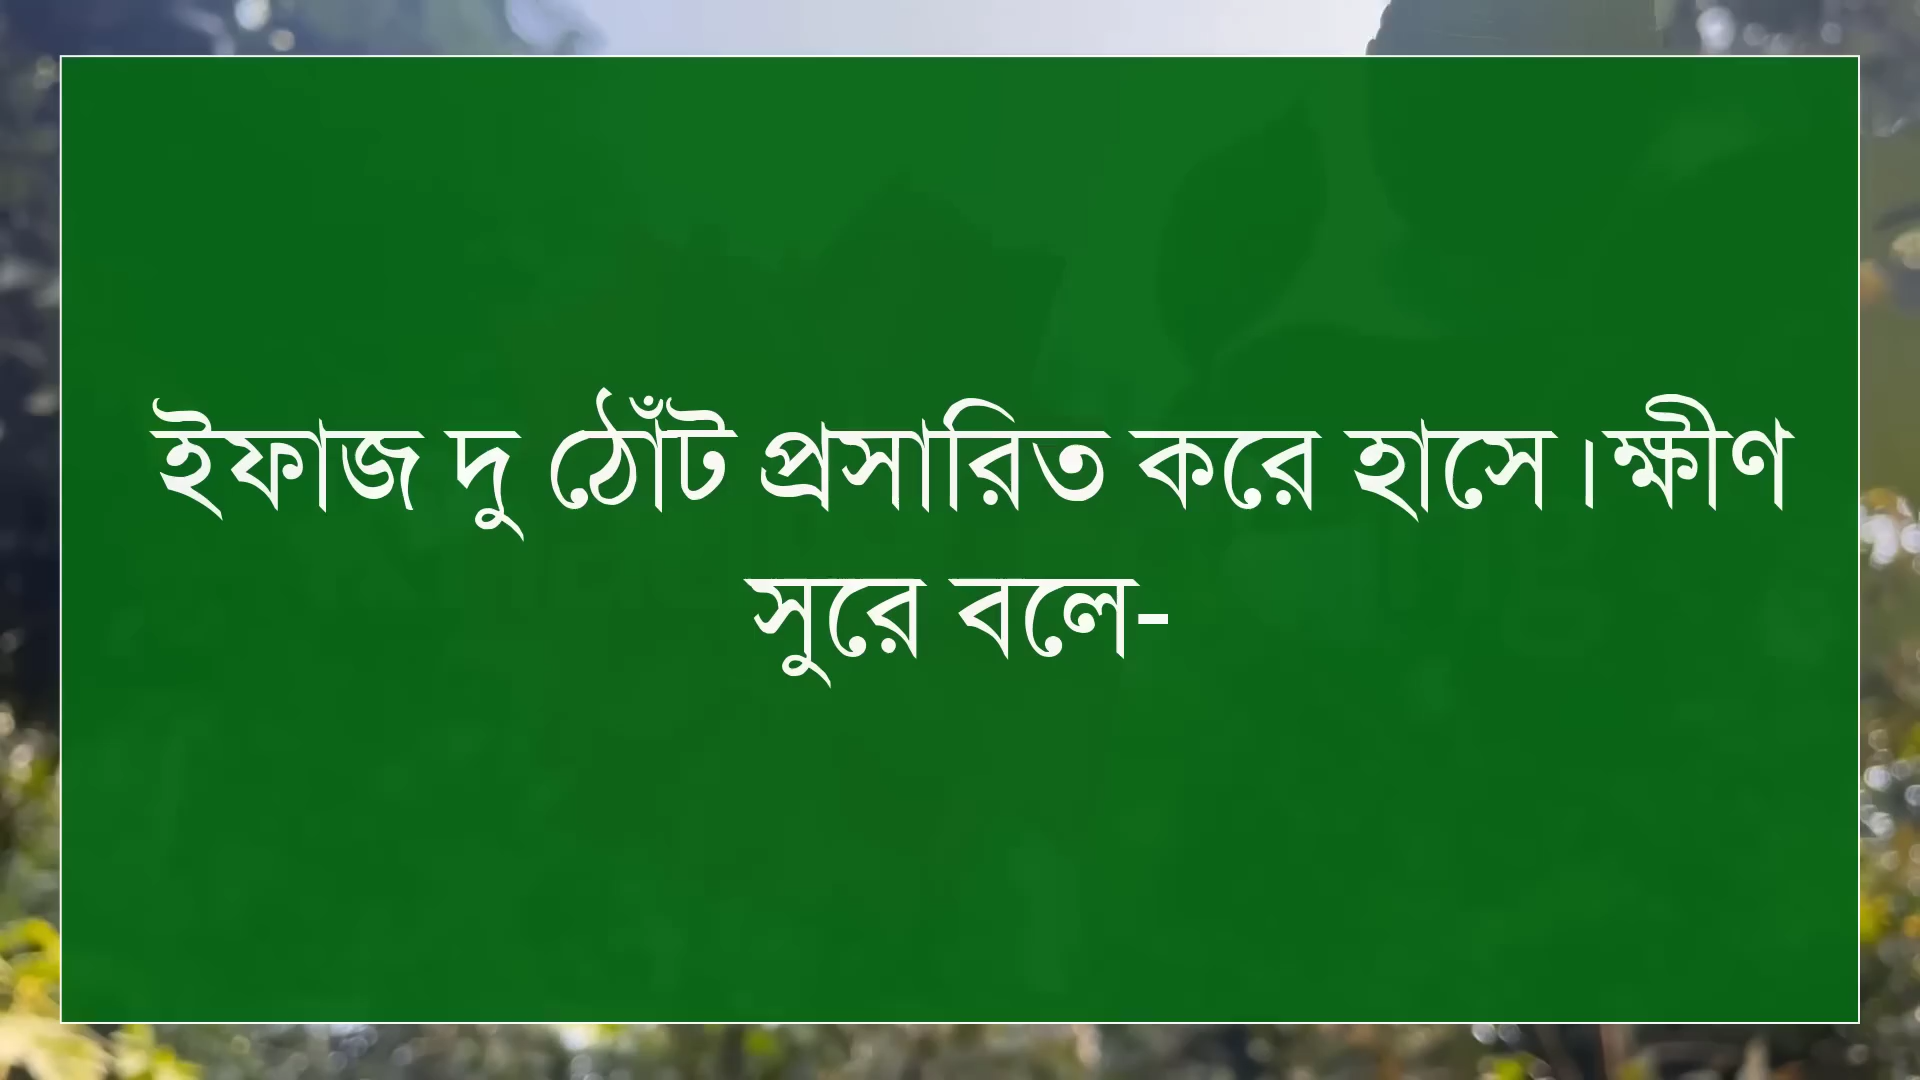 ইফাজ দু ঠোঁট প্রসারিত করে হাসে।ক্ষীণ
সুরে বলে-